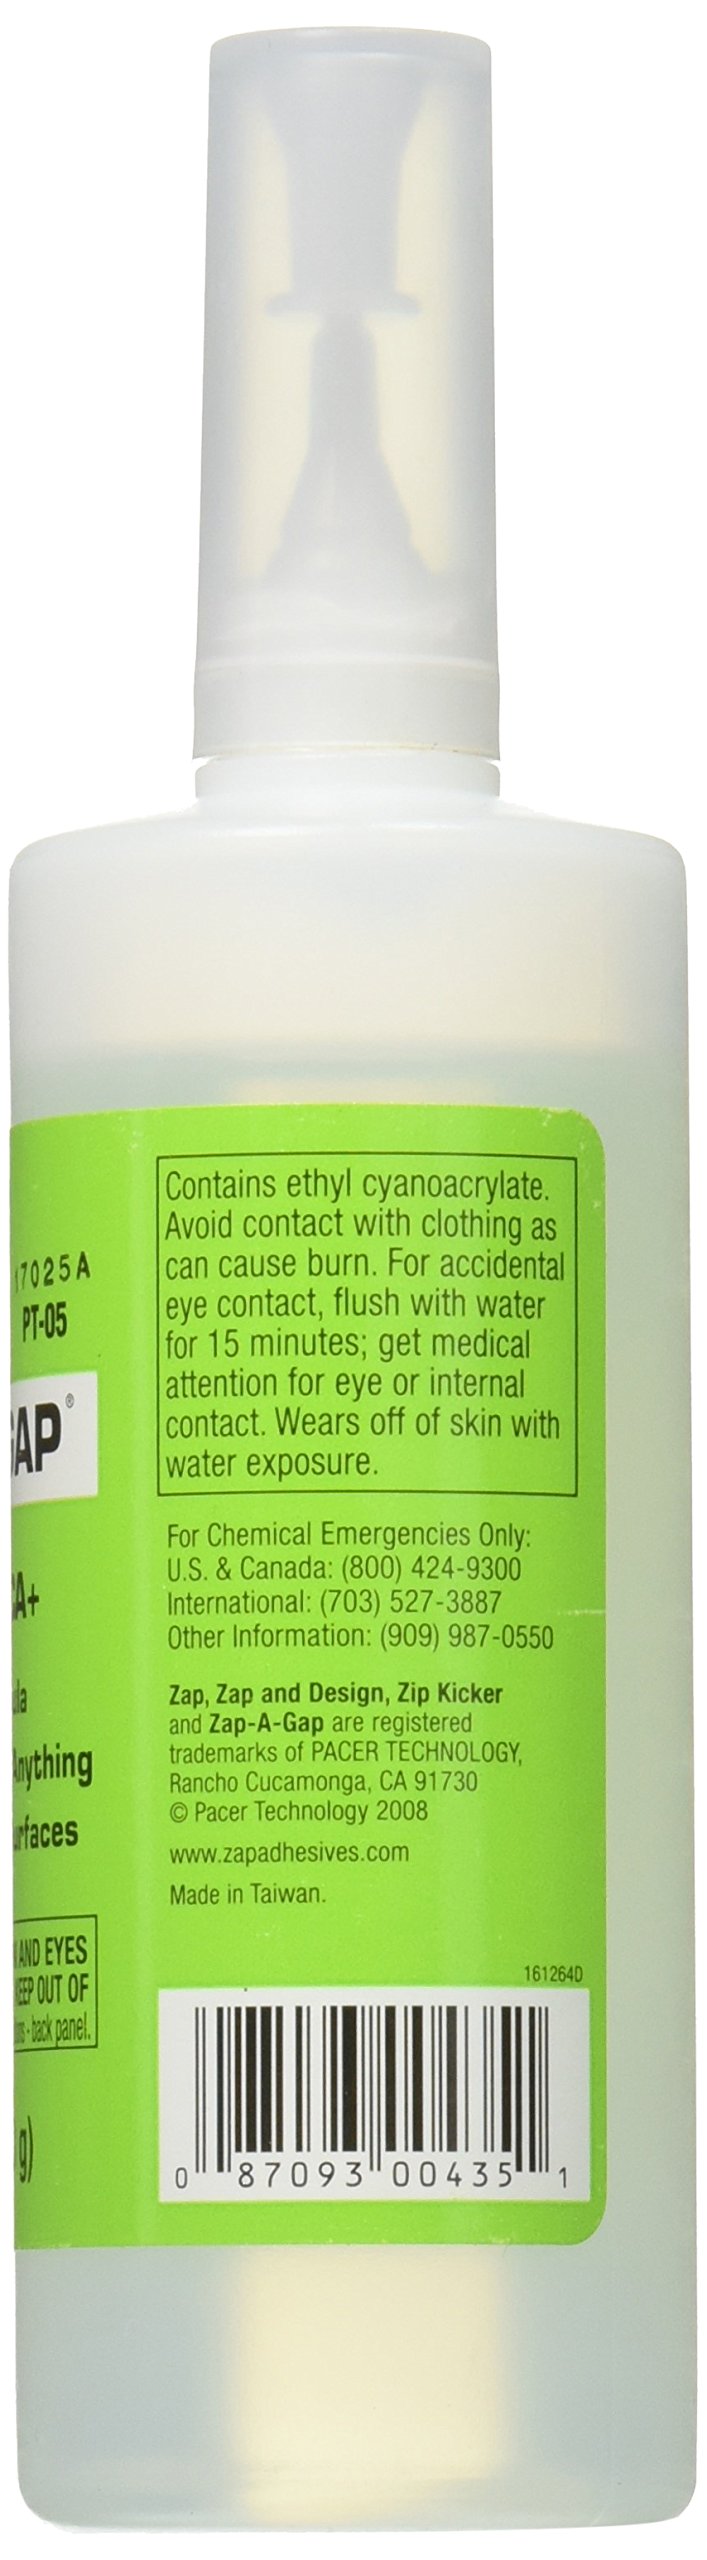 17025A
PT-05
GAP®
CA+
Anything
AND EYES
KEEP OUT OF
- back panel.
g)
Contains ethyl cyanoacrylate.
Avoid contact with clothing as
can cause burn. For accidental
eye contact, flush with water
for 15 minutes; get medical
attention for eye or internal
contact. Wears off of skin with
water exposure.
For Chemical Emergencies Only:
U.S. & Canada: (800) 424-9300
International: (703) 527-3887
Other Information: (909) 987-0550
Zap, Zap and Design, Zip Kicker
and Zap-A-Gap are registered
trademarks of PACER TECHNOLOGY,
Rancho Cucamonga, CA 91730
© Pacer Technology 2008
www.zapadhesives.com
Made in Taiwan.
161264D
0 87093 00435 1